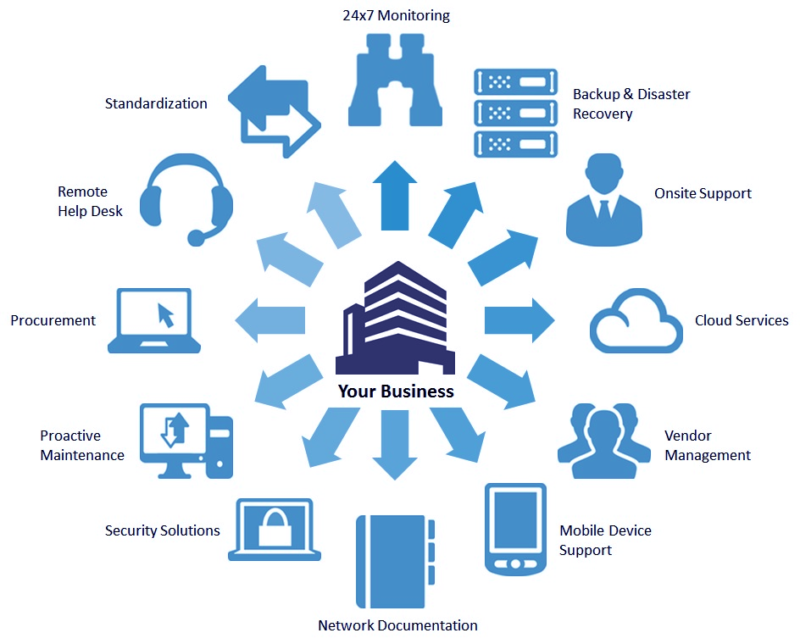 24x7 Monitoring
Backup & Disaster
Recovery
Onsite Support
Cloud Services
Vendor
Management
Mobile Device
Support
Network Documentation
Security Solutions
Proactive
Maintenance
Procurement
Remote
Help Desk
Standardization
Your Business